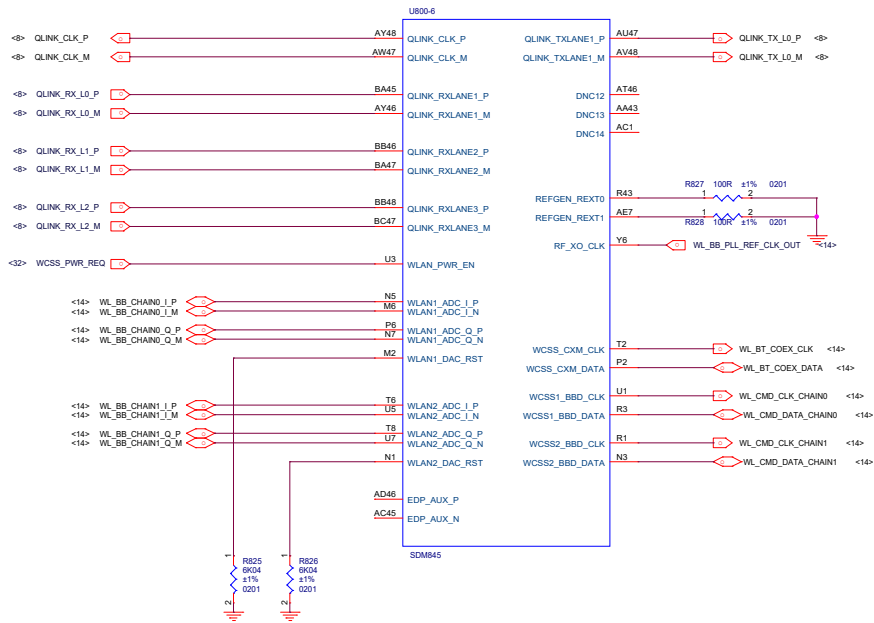 U800-6
<8> QLINK_CLK_P AY48 QLINK_CLK_P QLINK_TXLANE1_P AU47 QLINK_TX_L0_P <8>
<8> QLINK_CLK_M AW47 QLINK_CLK_M QLINK_TXLANE1_M AV48 QLINK_TX_L0_M <8>
<8> QLINK_RX_L0_P BA45 QLINK_RXLANE1_P DNC12 AT46
<8> QLINK_RX_L0_M AY46 QLINK_RXLANE1_M DNC13 AA43
DNC14 AC1
<8> QLINK_RX_L1_P BB46 QLINK_RXLANE2_P
<8> QLINK_RX_L1_M BA47 QLINK_RXLANE2_M
R827 100R ±1% 0201
<8> QLINK_RX_L2_P BB48 QLINK_RXLANE3_P REFGEN_REXT0 R43 1 2
<8> QLINK_RX_L2_M BC47 QLINK_RXLANE3_M REFGEN_REXT1 AE7 1 2
R828 100R ±1% 0201
RF_XO_CLK Y6 WL_BB_PLL_REF_CLK_OUT <14>
<32> WCSS_PWR_REQ U3 WLAN_PWR_EN
<14> WL_BB_CHAIN0_I_P N5 WLAN1_ADC_I_P
<14> WL_BB_CHAIN0_I_M M6 WLAN1_ADC_I_N
<14> WL_BB_CHAIN0_Q_P P6 WLAN1_ADC_Q_P
<14> WL_BB_CHAIN0_Q_M N7 WLAN1_ADC_Q_N
WCSS_CXM_CLK T2 WL_BT_COEX_CLK <14>
M2 WLAN1_DAC_RST
WCSS_CXM_DATA P2 WL_BT_COEX_DATA <14>
WCSS1_BBD_CLK U1 WL_CMD_CLK_CHAIN0 <14>
<14> WL_BB_CHAIN1_I_P T6 WLAN2_ADC_I_P
<14> WL_BB_CHAIN1_I_M U5 WLAN2_ADC_I_N WCSS1_BBD_DATA R3 WL_CMD_DATA_CHAIN0 <14>
<14> WL_BB_CHAIN1_Q_P T8 WLAN2_ADC_Q_P
<14> WL_BB_CHAIN1_Q_M U7 WLAN2_ADC_Q_N WCSS2_BBD_CLK R1 WL_CMD_CLK_CHAIN1 <14>
N1 WLAN2_DAC_RST WCSS2_BBD_DATA N3 WL_CMD_DATA_CHAIN1 <14>
AD46 EDP_AUX_P
AC45 EDP_AUX_N
SDM845
1 R825 1 R826
6K04 6K04
±1% ±1%
2 0201 2 0201